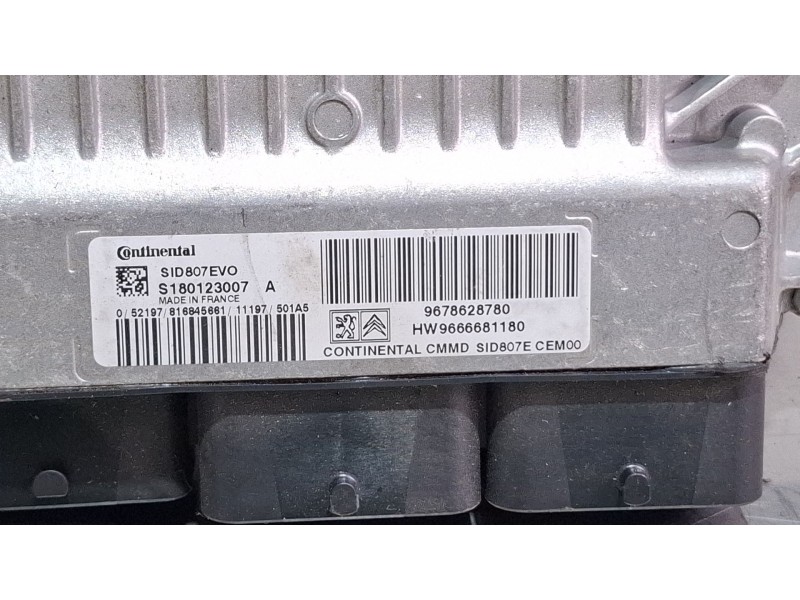 Continental
SID807EVO
S180123007 A
MADE IN FRANCE
0/52197/816845661/11197/501A5
9678628780
HW9666681180
CONTINENTAL CMMD SID807E CEM00